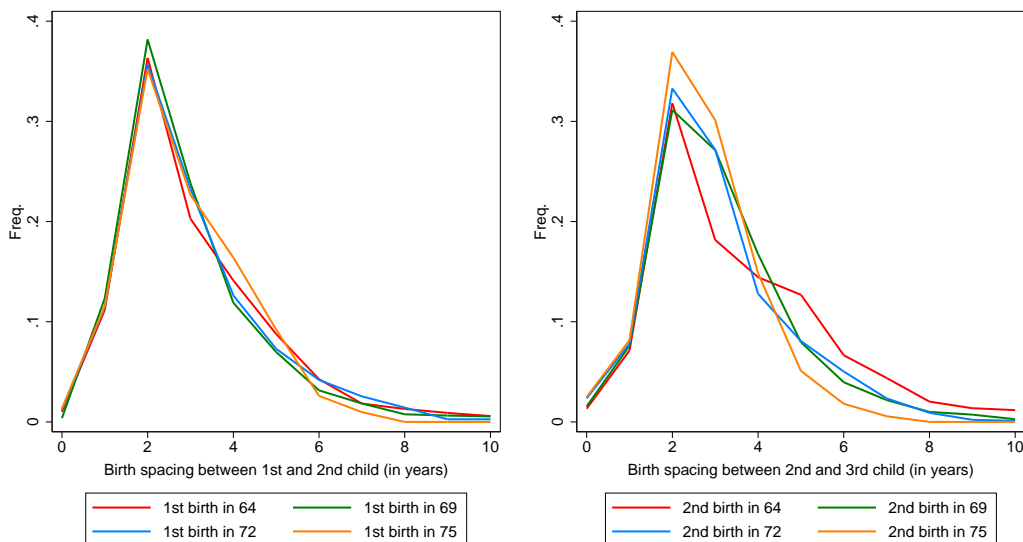 Freq.
0 .1 .2 .3 .4
0 2 4 6 8 10
Birth spacing between 1st and 2nd child (in years)
1st birth in 64 1st birth in 69
1st birth in 72 1st birth in 75
Freq.
0 .1 .2 .3 .4
0 2 4 6 8 10
Birth spacing between 2nd and 3rd child (in years)
2nd birth in 64 2nd birth in 69
2nd birth in 72 2nd birth in 75